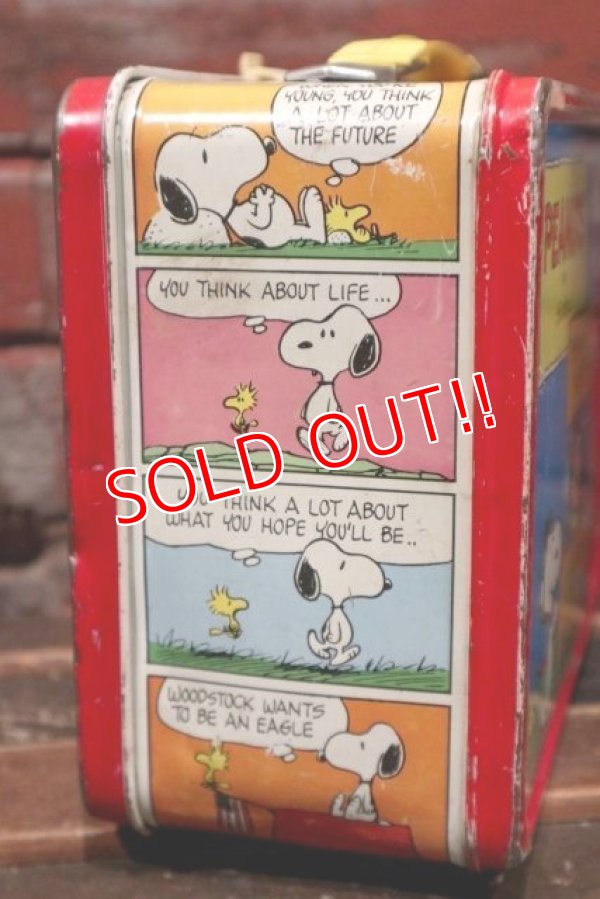 YOUNG, YOU THINK
A LOT ABOUT
THE FUTURE
YOU THINK ABOUT LIFE...
SOLD OUT!!
YOU THINK A LOT ABOUT
WHAT YOU HOPE YOU'LL BE..
WOODSTOCK WANTS
TO BE AN EAGLE